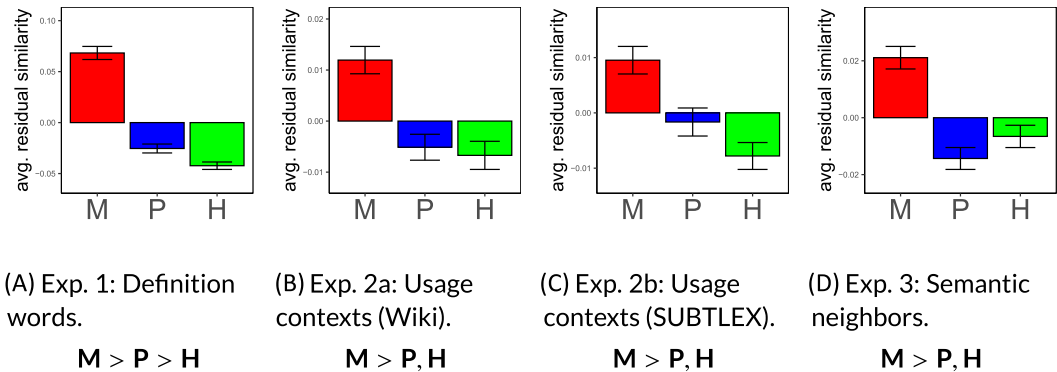 avg. residual similarity
0.10
0.05
0.00
−0.05
M P H
avg. residual similarity
0.02
0.01
0.00
−0.01
M P H
avg. residual similarity
0.01
0.00
−0.01
M P H
avg. residual similarity
0.02
0.00
−0.02
M P H
(A) Exp. 1: Definition
words.
M > P > H
(B) Exp. 2a: Usage
contexts (Wiki).
M > P, H
(C) Exp. 2b: Usage
contexts (SUBTLEX).
M > P, H
(D) Exp. 3: Semantic
neighbors.
M > P, H